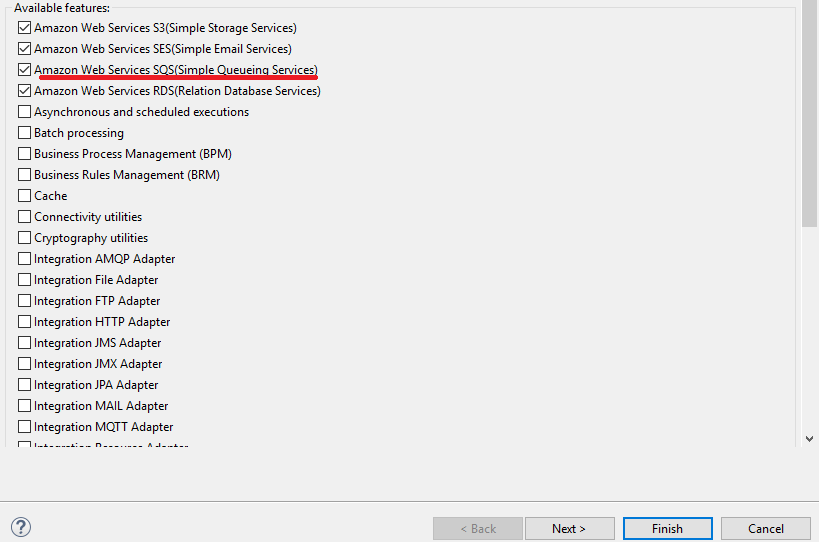 Available features:
Amazon Web Services S3(Simple Storage Services)
Amazon Web Services SES(Simple Email Services)
Amazon Web Services SQS(Simple Queueing Services)
Amazon Web Services RDS(Relation Database Services)
Asynchronous and scheduled executions
Batch processing
Business Process Management (BPM)
Business Rules Management (BRM)
Cache
Connectivity utilities
Cryptography utilities
Integration AMQP Adapter
Integration File Adapter
Integration FTP Adapter
Integration HTTP Adapter
Integration JMS Adapter
Integration JMX Adapter
Integration JPA Adapter
Integration MAIL Adapter
Integration MQTT Adapter
Integration Resource Adapter
?
< Back
Next >
Finish
Cancel